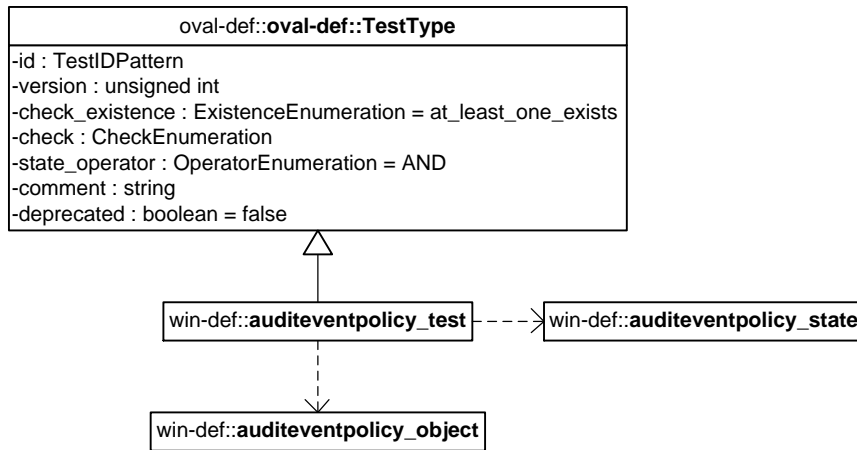 oval-def::oval-def::TestType
-id : TestIDPattern
-version : unsigned int
-check_existence : ExistenceEnumeration = at_least_one_exists
-check : CheckEnumeration
-state_operator : OperatorEnumeration = AND
-comment : string
-deprecated : boolean = false
win-def::auditeventpolicy_test
win-def::auditeventpolicy_state
win-def::auditeventpolicy_object